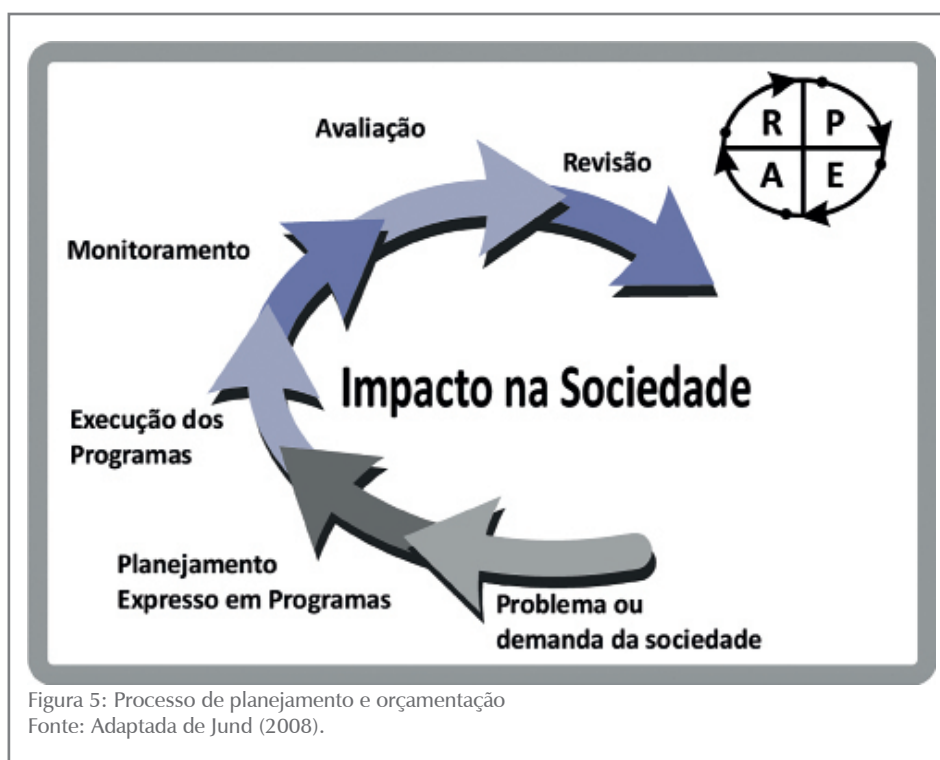 Avaliação
Revisão
R P
A E
Monitoramento
Impacto na Sociedade
Execução dos
Programas
Planejamento
Expresso em Programas
Problema ou
demanda da sociedade
Figura 5: Processo de planejamento e orçamentação
Fonte: Adaptada de Jund (2008).